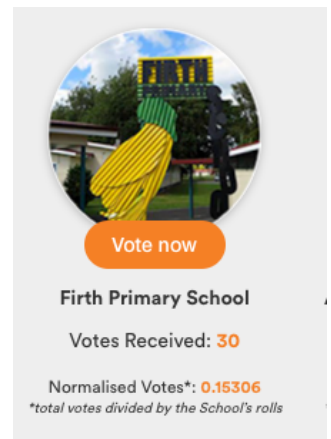 FIRTH
PRIMARY
Vote now
Firth Primary School
Votes Received: 30
Normalised Votes*: 0.15306
*total votes divided by the School's rolls